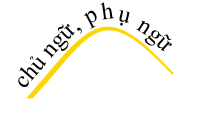 chủ ngữ, phụ ngữ